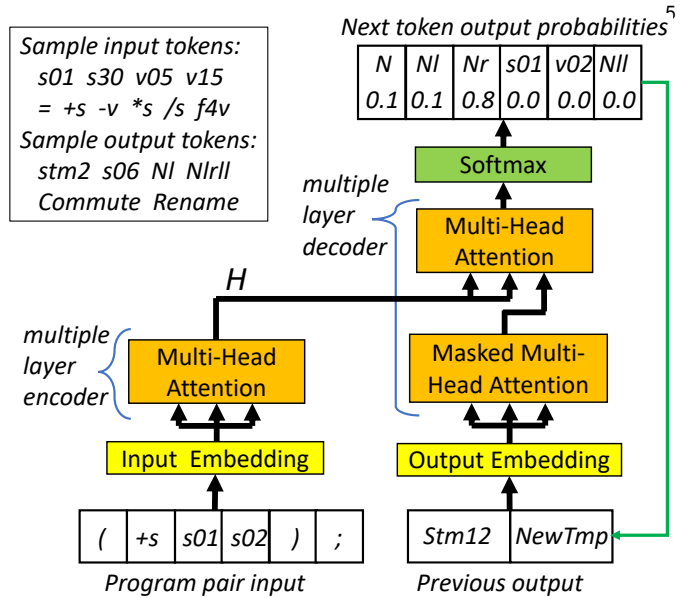 5
Next token output probabilities
Sample input tokens:
s01 s30 v05 v15
= +s -v *s /s f4v
Sample output tokens:
stm2 s06 Nl Nlrll
Commute Rename
N Nl Nr s01 v02 Nll
0.1 0.1 0.8 0.0 0.0 0.0
Softmax
multiple
layer
decoder
Multi-Head
Attention
H
multiple
layer
encoder
Multi-Head
Attention
Masked Multi-
Head Attention
Input Embedding
Output Embedding
( +s s01 s02 ) ;
Stm12 NewTmp
Program pair input
Previous output